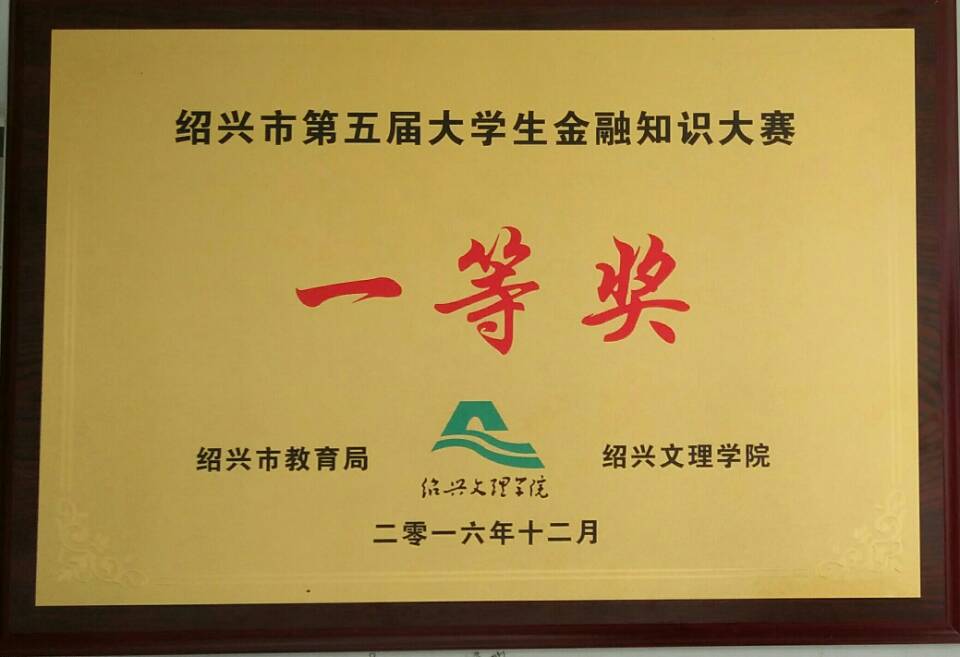 绍兴市第五届大学生金融知识大赛
一等奖
绍兴市教育局
绍兴文理学院
绍兴文理学院
二零一六年十二月